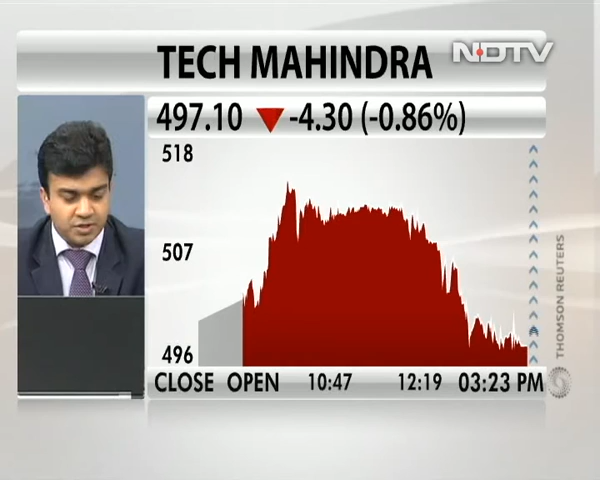 TECH MAHINDRA
NDTV
497.10 ▼ -4.30 (-0.86%)
518
507
496
CLOSE OPEN 10:47 12:19 03:23 PM
THOMSON REUTERS